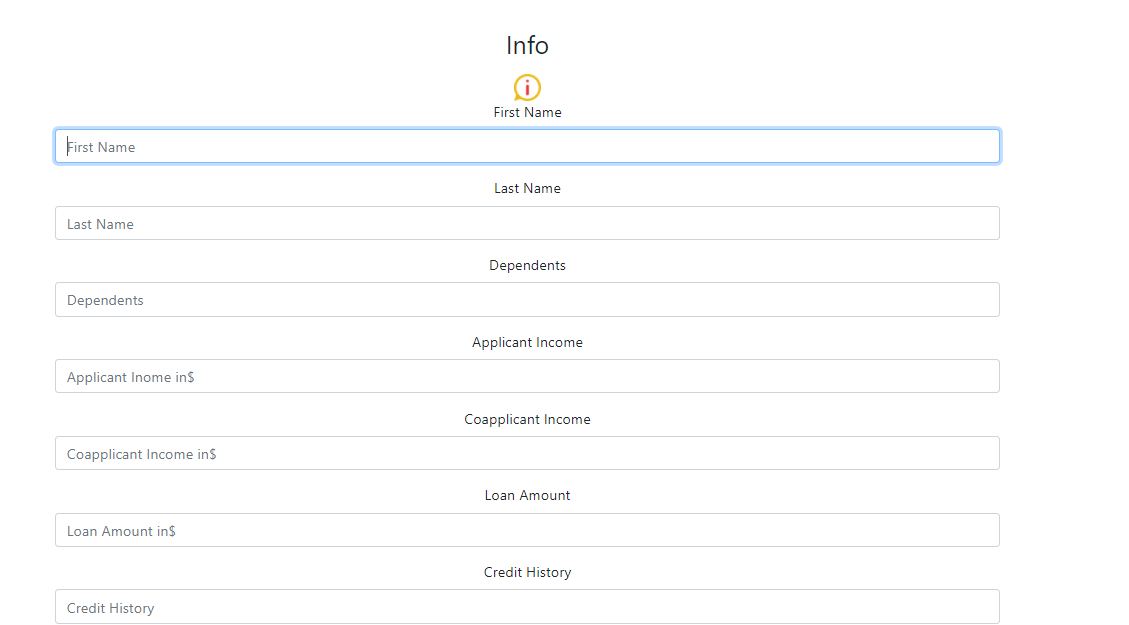 Info
First Name
First Name
Last Name
Last Name
Dependents
Dependents
Applicant Income
Applicant Inome in$
Coapplicant Income
Coapplicant Income in$
Loan Amount
Loan Amount in$
Credit History
Credit History